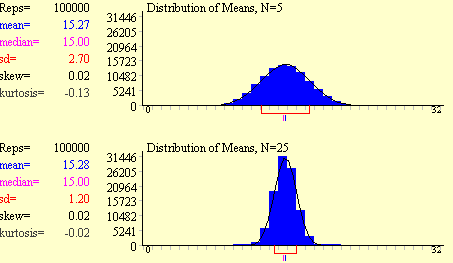 Reps= 100000
mean= 15.27
median= 15.00
sd= 2.70
skew= 0.02
kurtosis= -0.13
Distribution of Means, N=5
31446
26205
20964
15723
10482
5241
0
0 32
Reps= 100000
mean= 15.28
median= 15.00
sd= 1.20
skew= 0.02
kurtosis= -0.02
Distribution of Means, N=25
31446
26205
20964
15723
10482
5241
0
0 32